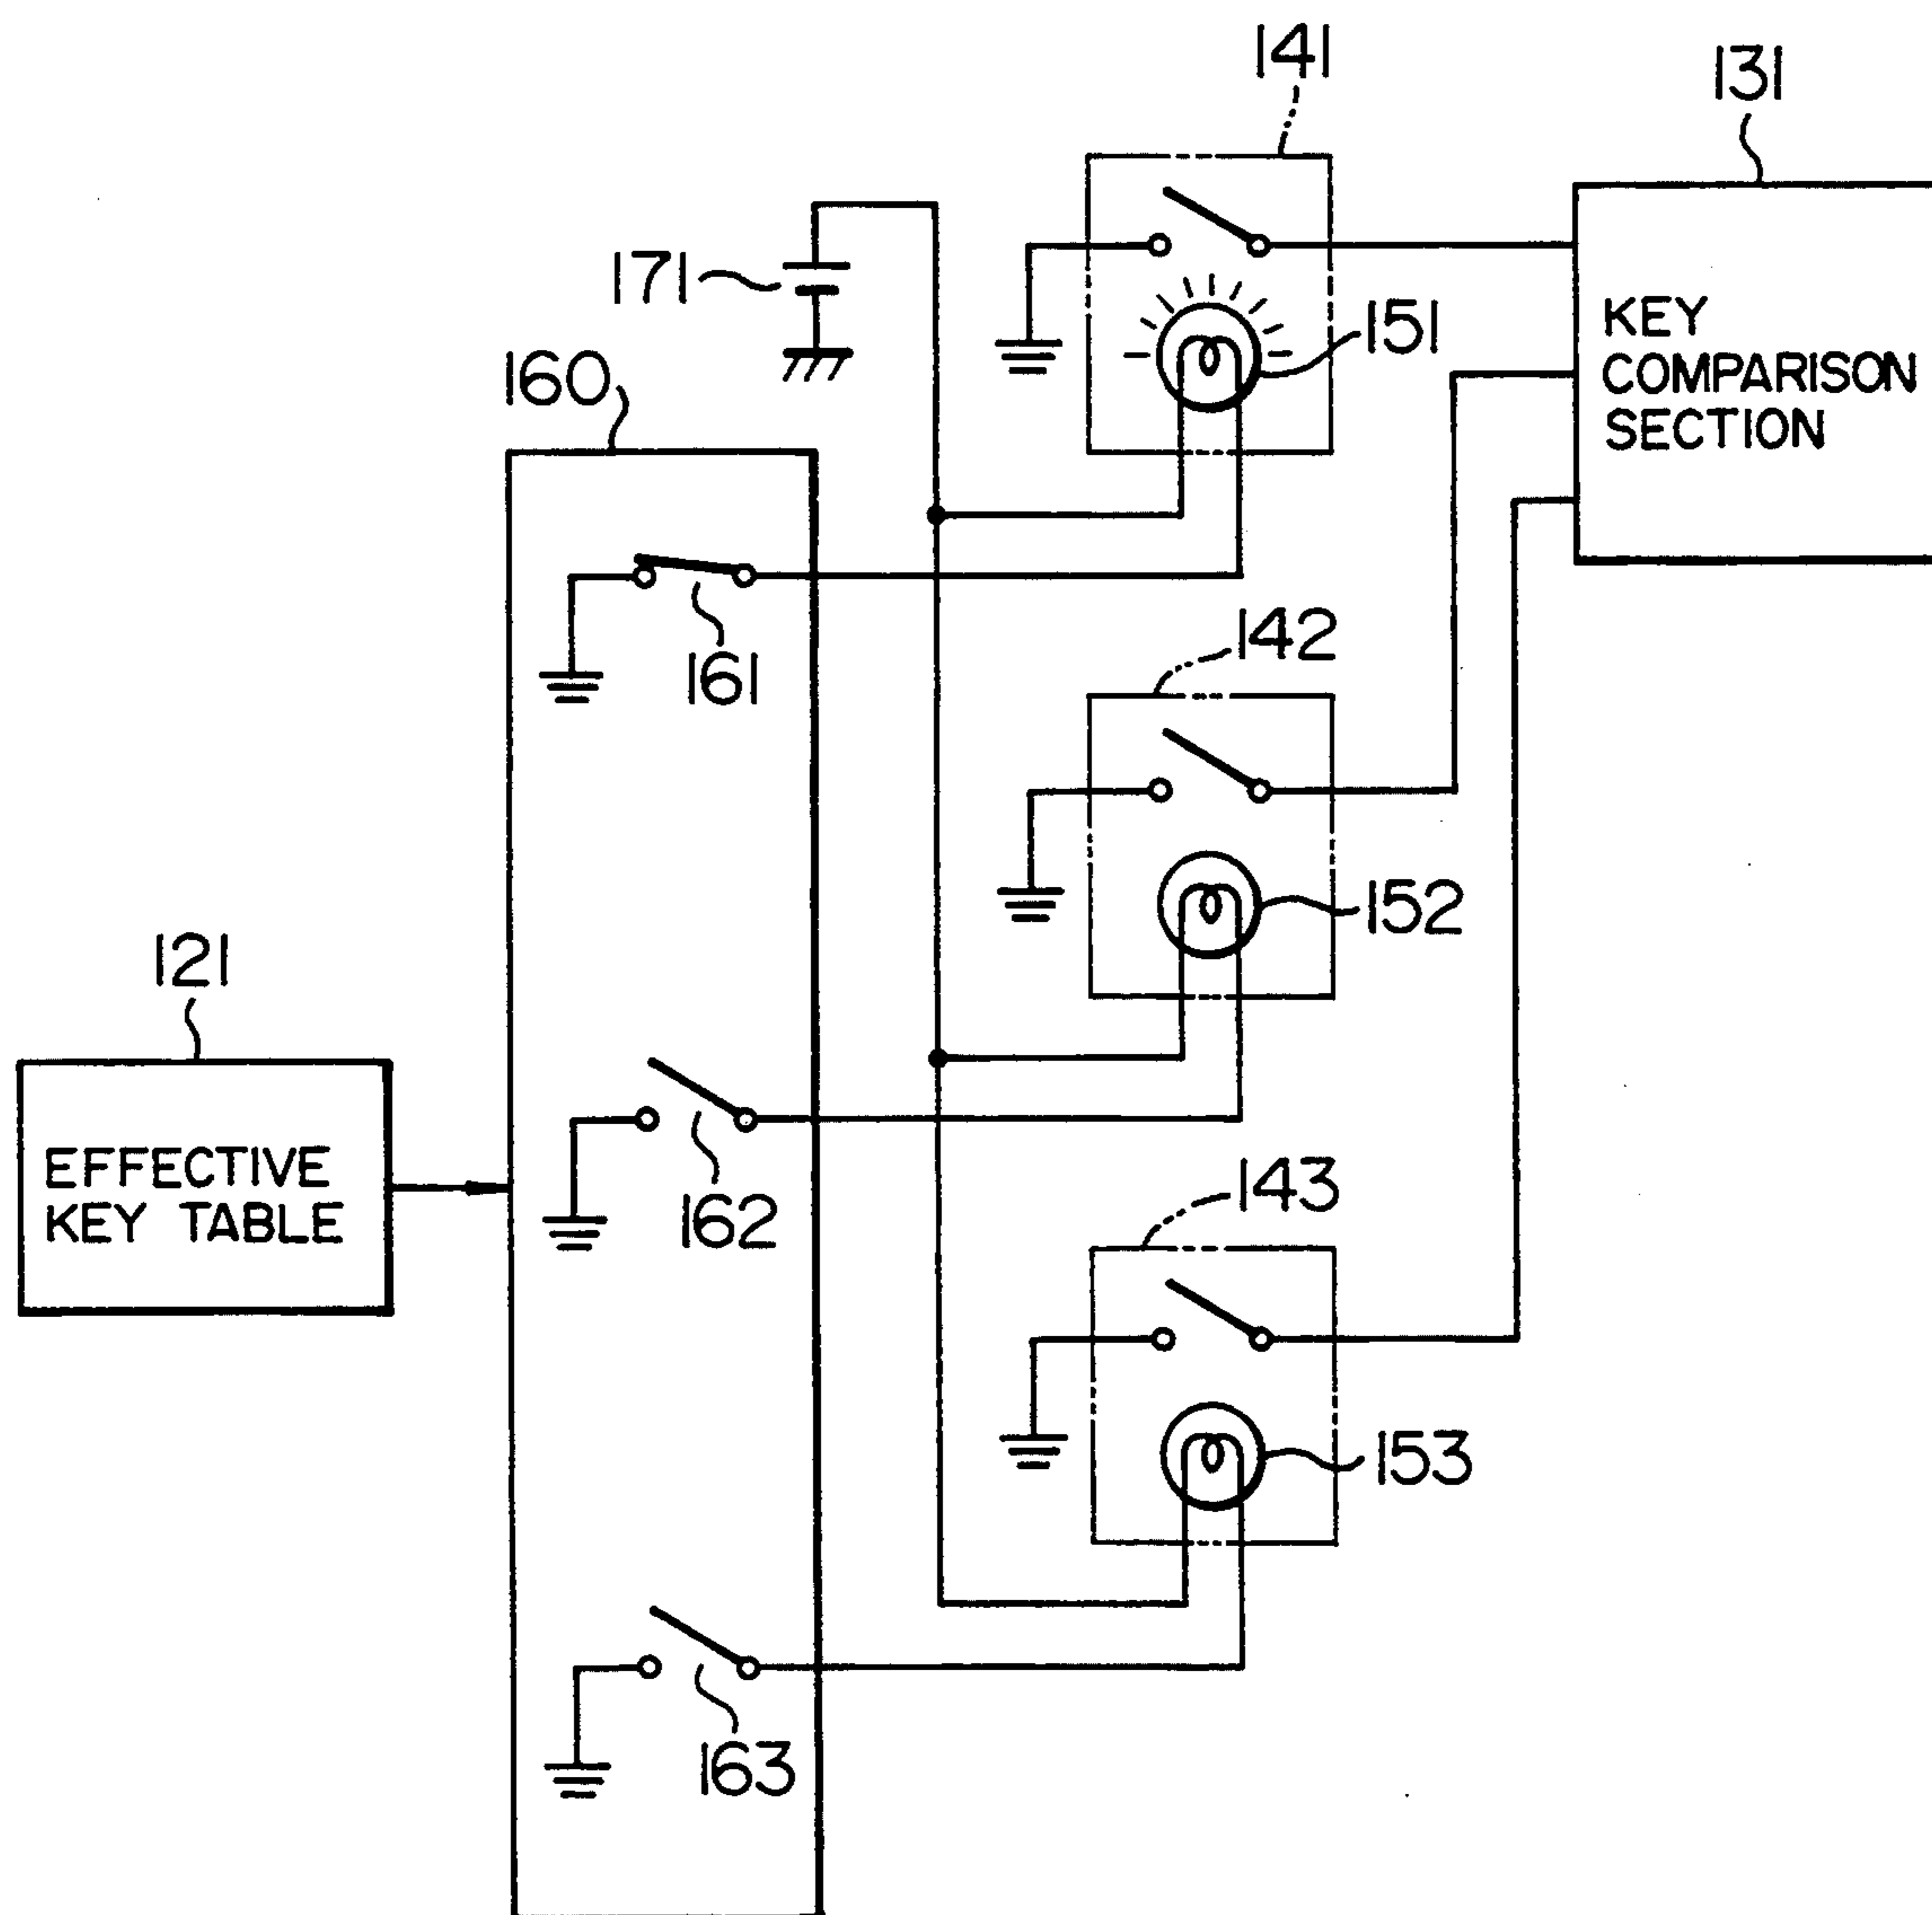 141
131
171
KEY
COMPARISON
SECTION
151
160
161
142
152
121
EFFECTIVE
KEY TABLE
162
143
153
163